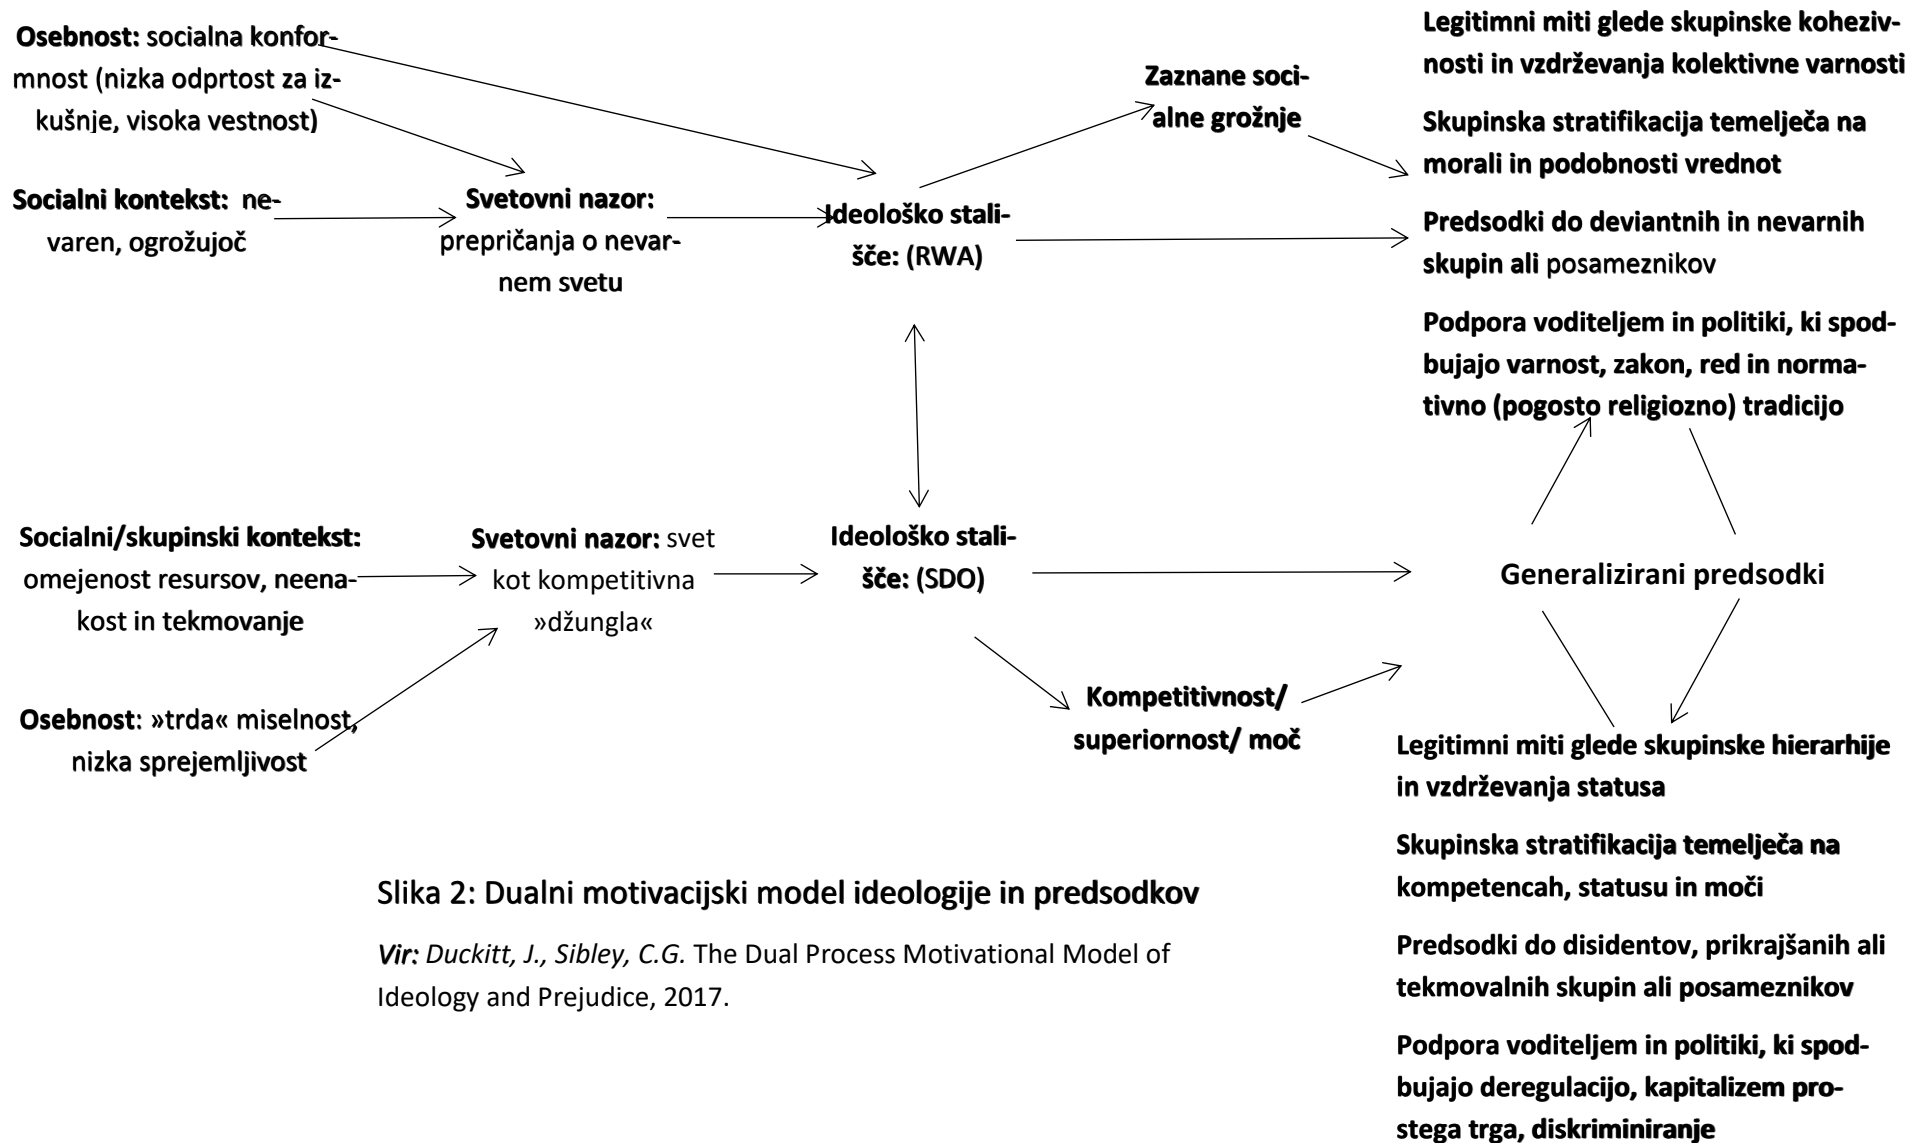 Osebnost: socialna konfor-
mnost (nizka odprtost za iz-
kušnje, visoka vestnost)
Socialni kontekst: ne-
varen, ogrožujoč
Svetovni nazor:
prepričanja o nevar-
nem svetu
Ideološko stali-
šče: (RWA)
Zaznane soci-
alne grožnje
Legitimni miti glede skupinske koheziv-
nosti in vzdrževanja kolektivne varnosti
Skupinska stratifikacija temelječa na
morali in podobnosti vrednot
Predsodki do deviantnih in nevarnih
skupin ali posameznikov
Podpora voditeljem in politiki, ki spod-
bujajo varnost, zakon, red in norma-
tivno (pogosto religiozno) tradicijo
Socialni/skupinski kontekst:
omejenost resursov, neena-
kost in tekmovanje
Osebnost: »trda« miselnost,
nizka sprejemljivost
Svetovni nazor: svet
kot kompetitivna
»džungla«
Ideološko stali-
šče: (SDO)
Kompetitivnost/
superiornost/ moč
Generalizirani predsodki
Legitimni miti glede skupinske hierarhije
in vzdrževanja statusa
Skupinska stratifikacija temelječa na
kompetencah, statusu in moči
Predsodki do disidentov, prikrajšanih ali
tekmovalnih skupin ali posameznikov
Podpora voditeljem in politiki, ki spod-
bujajo deregulacijo, kapitalizem pro-
stega trga, diskriminiranje
Slika 2: Dualni motivacijski model ideologije in predsodkov
Vir: Duckitt, J., Sibley, C.G. The Dual Process Motivational Model of
Ideology and Prejudice, 2017.